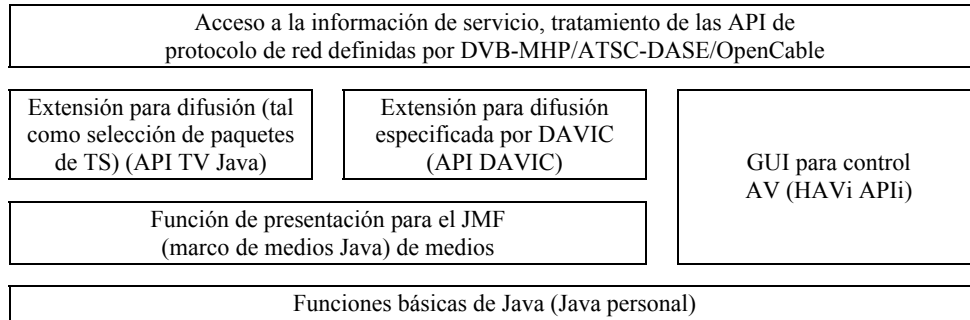 Acceso a la información de servicio, tratamiento de las API de
protocolo de red definidas por DVB-MHP/ATSC-DASE/OpenCable
Extensión para difusión (tal
como selección de paquetes
de TS) (API TV Java)
Extensión para difusión
especificada por DAVIC
(API DAVIC)
GUI para control
AV (HAVi APIi)
Función de presentación para el JMF
(marco de medios Java) de medios
Funciones básicas de Java (Java personal)